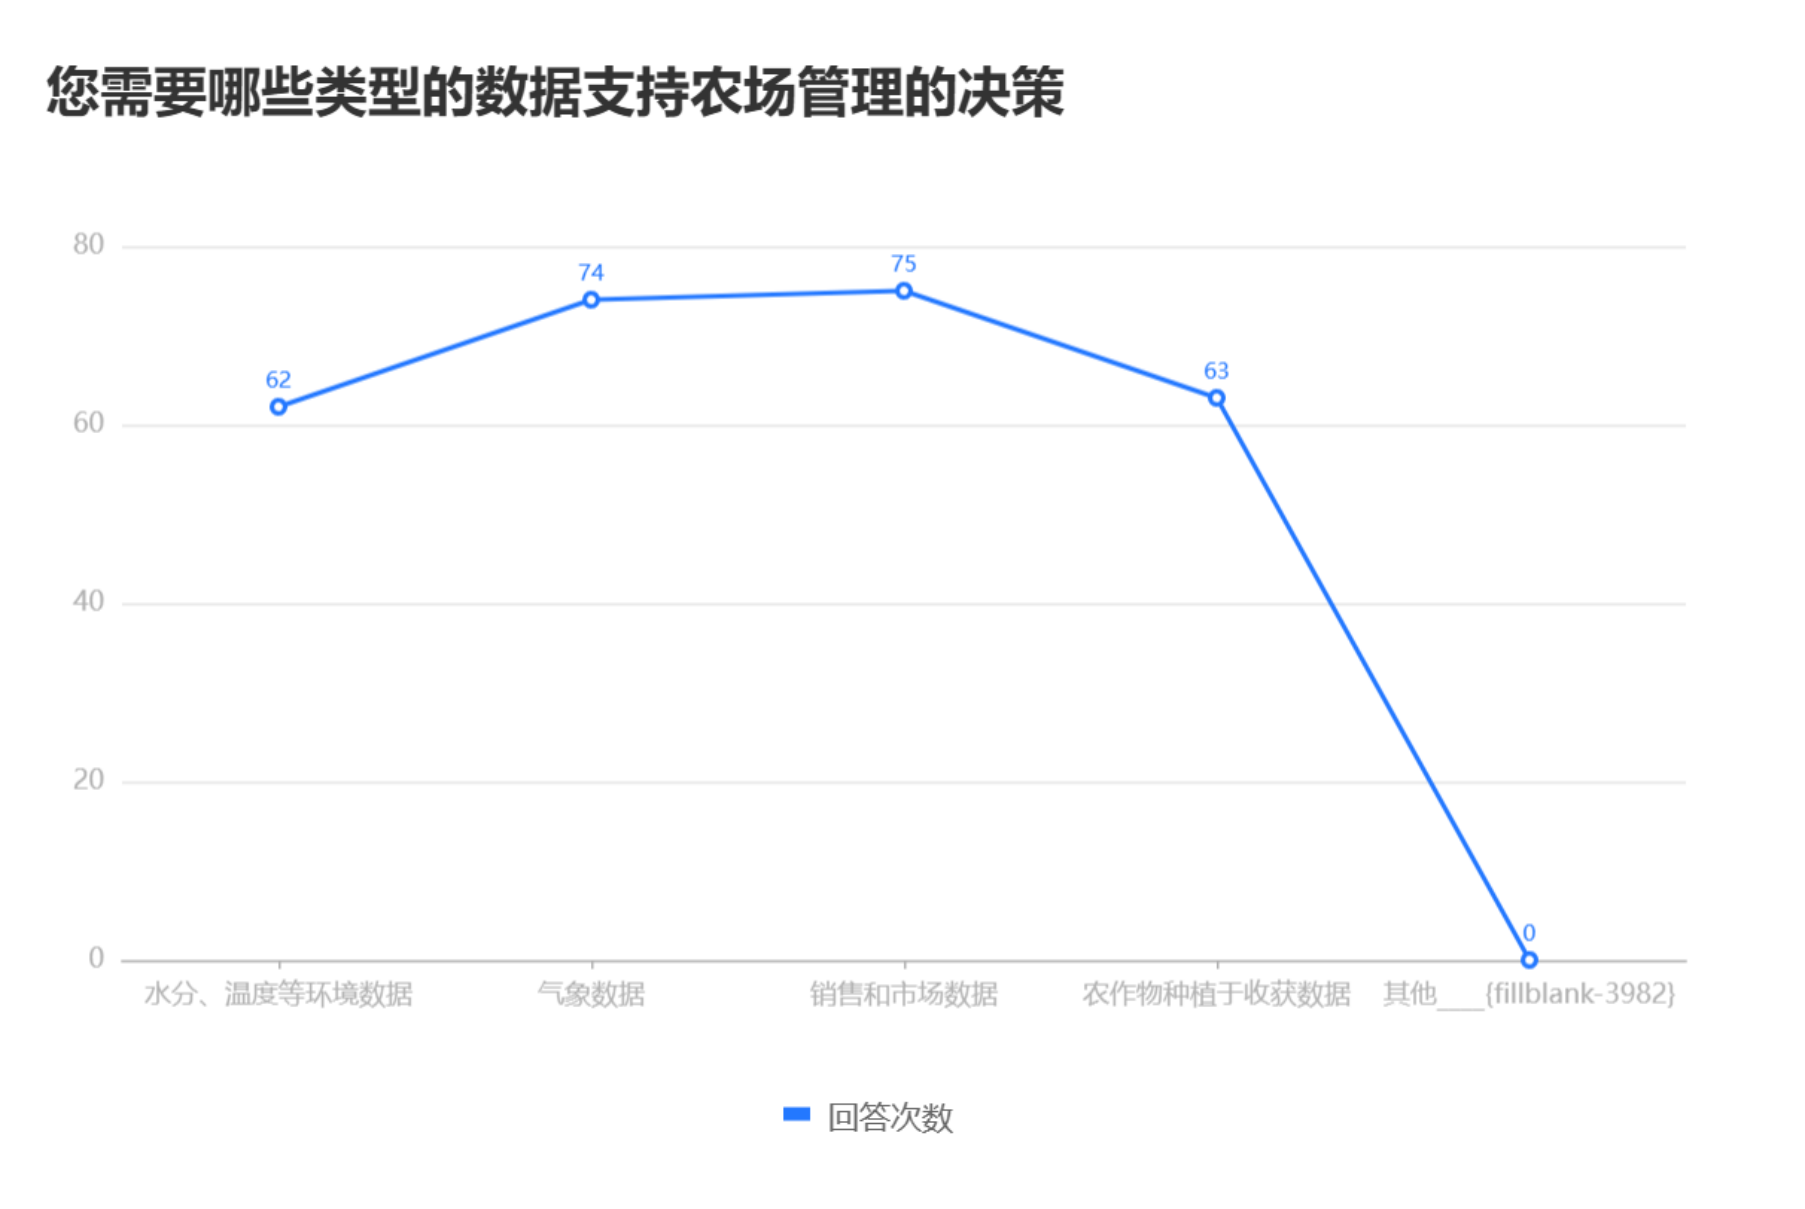 您需要哪些类型的数据支持农场管理的决策
80
74
75
62
63
60
40
20
0
0
水分、温度等环境数据
气象数据
销售和市场数据
农作物种植于收获数据
其他____{fillblank-3982}
回答次数